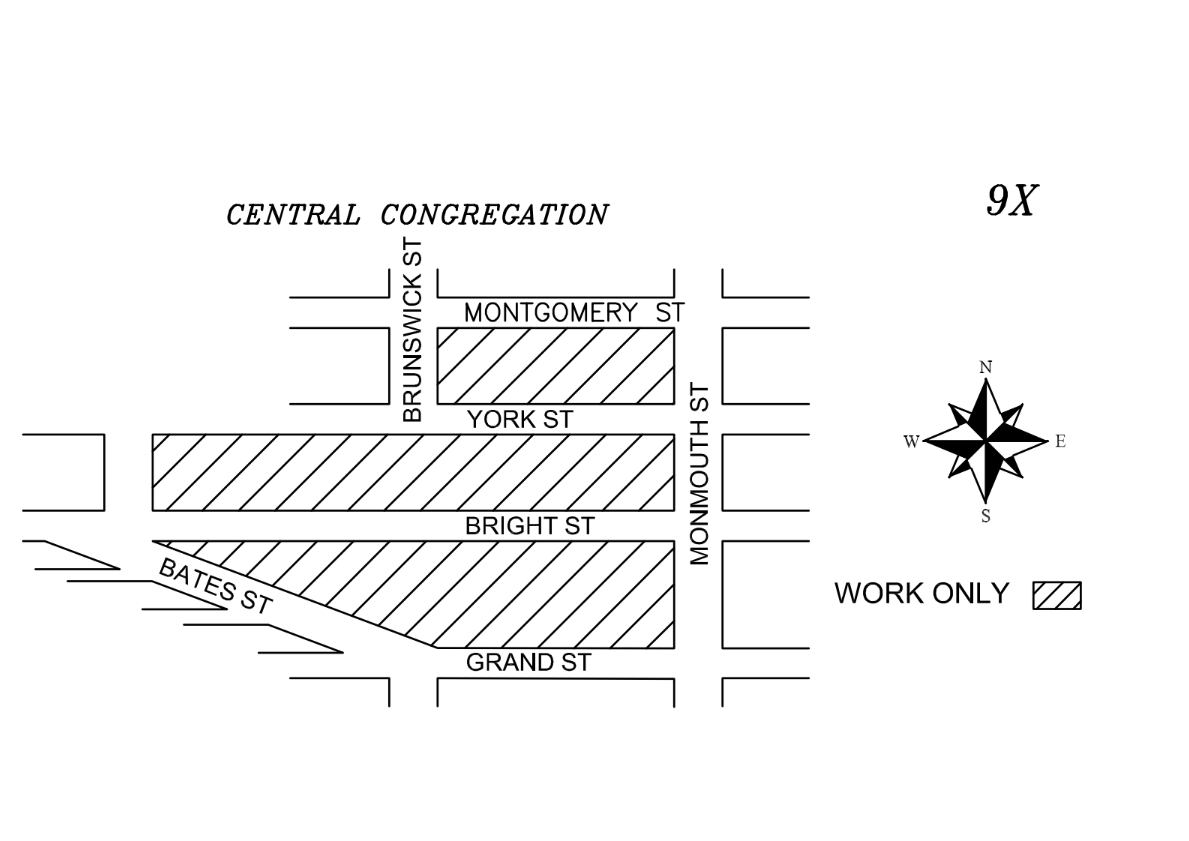 9X
CENTRAL CONGREGATION
BRUNSWICK ST
MONTGOMERY ST
YORK ST
MONMOUTH ST
BRIGHT ST
BATES ST
GRAND ST
N
W
E
S
WORK ONLY